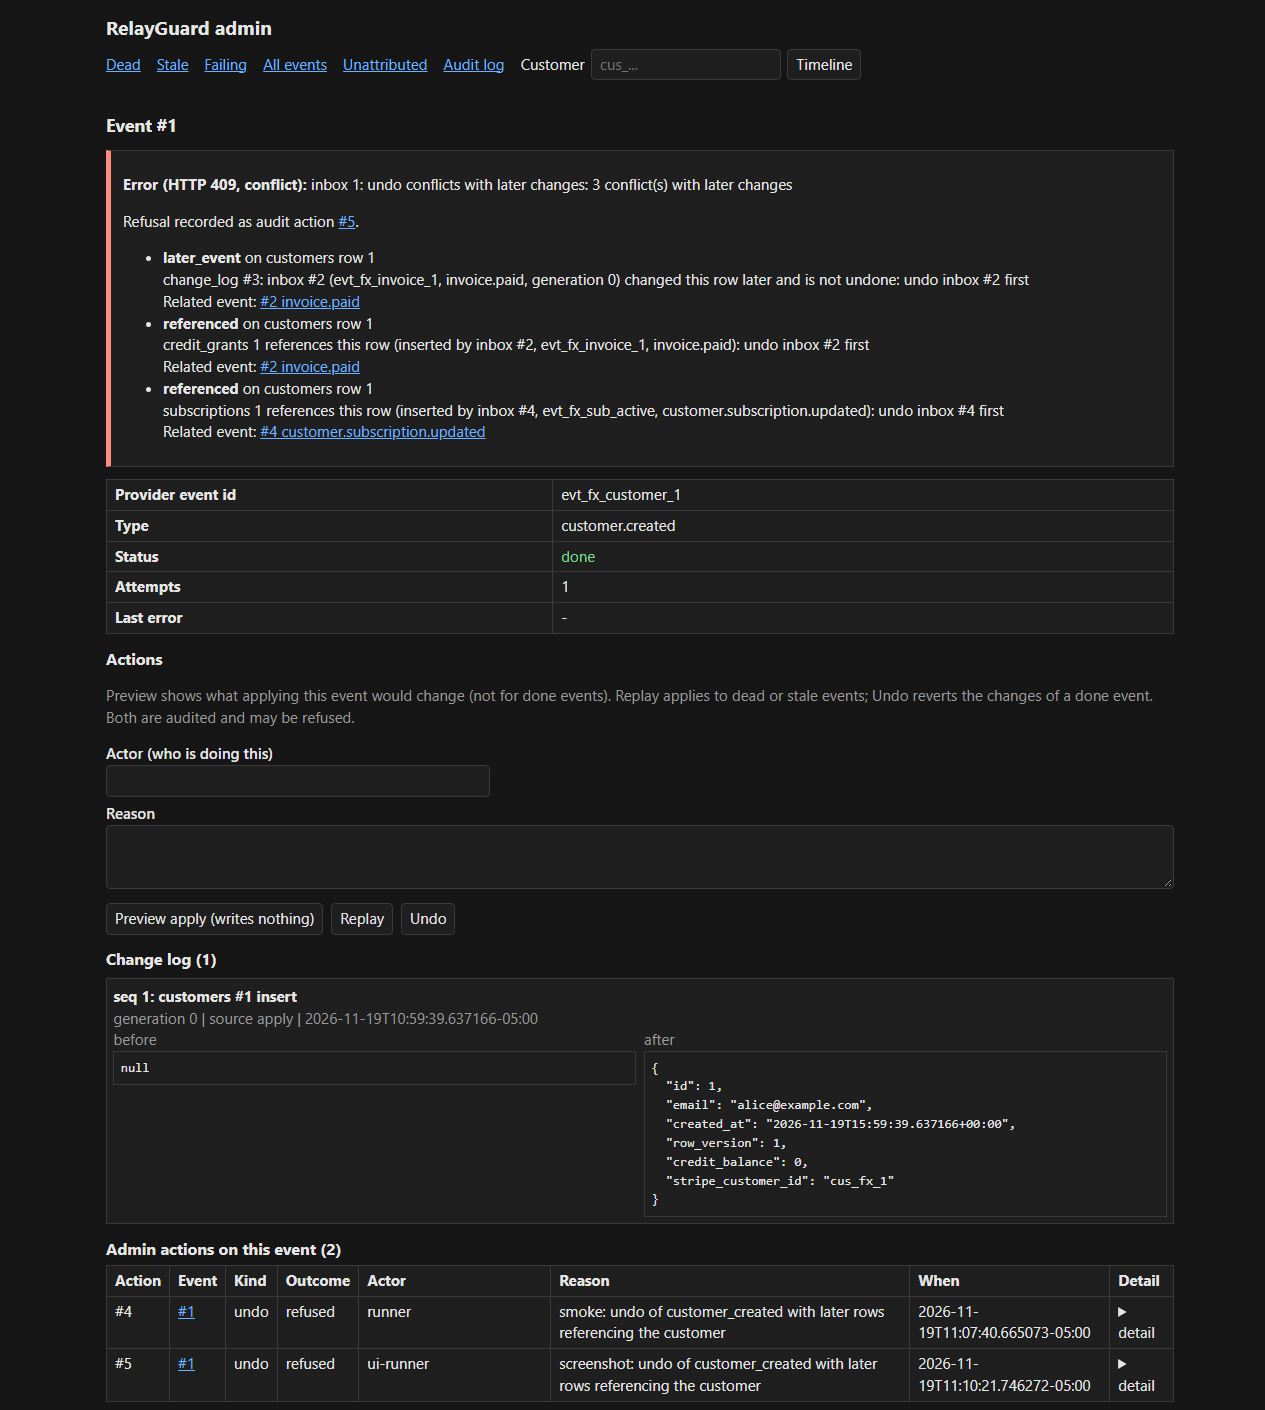 RelayGuard admin
Dead Stale Failing All events Unattributed Audit log Customer cus_... Timeline
Event #1
Error (HTTP 409, conflict): inbox 1: undo conflicts with later changes: 3 conflict(s) with later changes
Refusal recorded as audit action #5.
• later_event on customers row 1
change_log #3: inbox #2 (evt_fx_invoice_1, invoice.paid, generation 0) changed this row later and is not undone: undo inbox #2 first
Related event: #2 invoice.paid
• referenced on customers row 1
credit_grants 1 references this row (inserted by inbox #2, evt_fx_invoice_1, invoice.paid): undo inbox #2 first
Related event: #2 invoice.paid
• referenced on customers row 1
subscriptions 1 references this row (inserted by inbox #4, evt_fx_sub_active, customer.subscription.updated): undo inbox #4 first
Related event: #4 customer.subscription.updated
Provider event id evt_fx_customer_1
Type customer.created
Status done
Attempts 1
Last error -
Actions
Preview shows what applying this event would change (not for done events). Replay applies to dead or stale events; Undo reverts the changes of a done event.
Both are audited and may be refused.
Actor (who is doing this)
Reason
Preview apply (writes nothing) Replay Undo
Change log (1)
seq 1: customers #1 insert
generation 0 | source apply | 2026-11-19T10:59:39.637166-05:00
before after
null
{
"id": 1,
"email": "alice@example.com",
"created_at": "2026-11-19T15:59:39.637166+00:00",
"row_version": 1,
"credit_balance": 0,
"stripe_customer_id": "cus_fx_1"
}
Admin actions on this event (2)
Action Event Kind Outcome Actor Reason When Detail
#4 #1 undo refused runner smoke: undo of customer_created with later rows 2026-11- ▶
referencing the customer 19T11:07:40.665073-05:00 detail
#5 #1 undo refused ui-runner screenshot: undo of customer_created with later 2026-11- ▶
rows referencing the customer 19T11:10:21.746272-05:00 detail